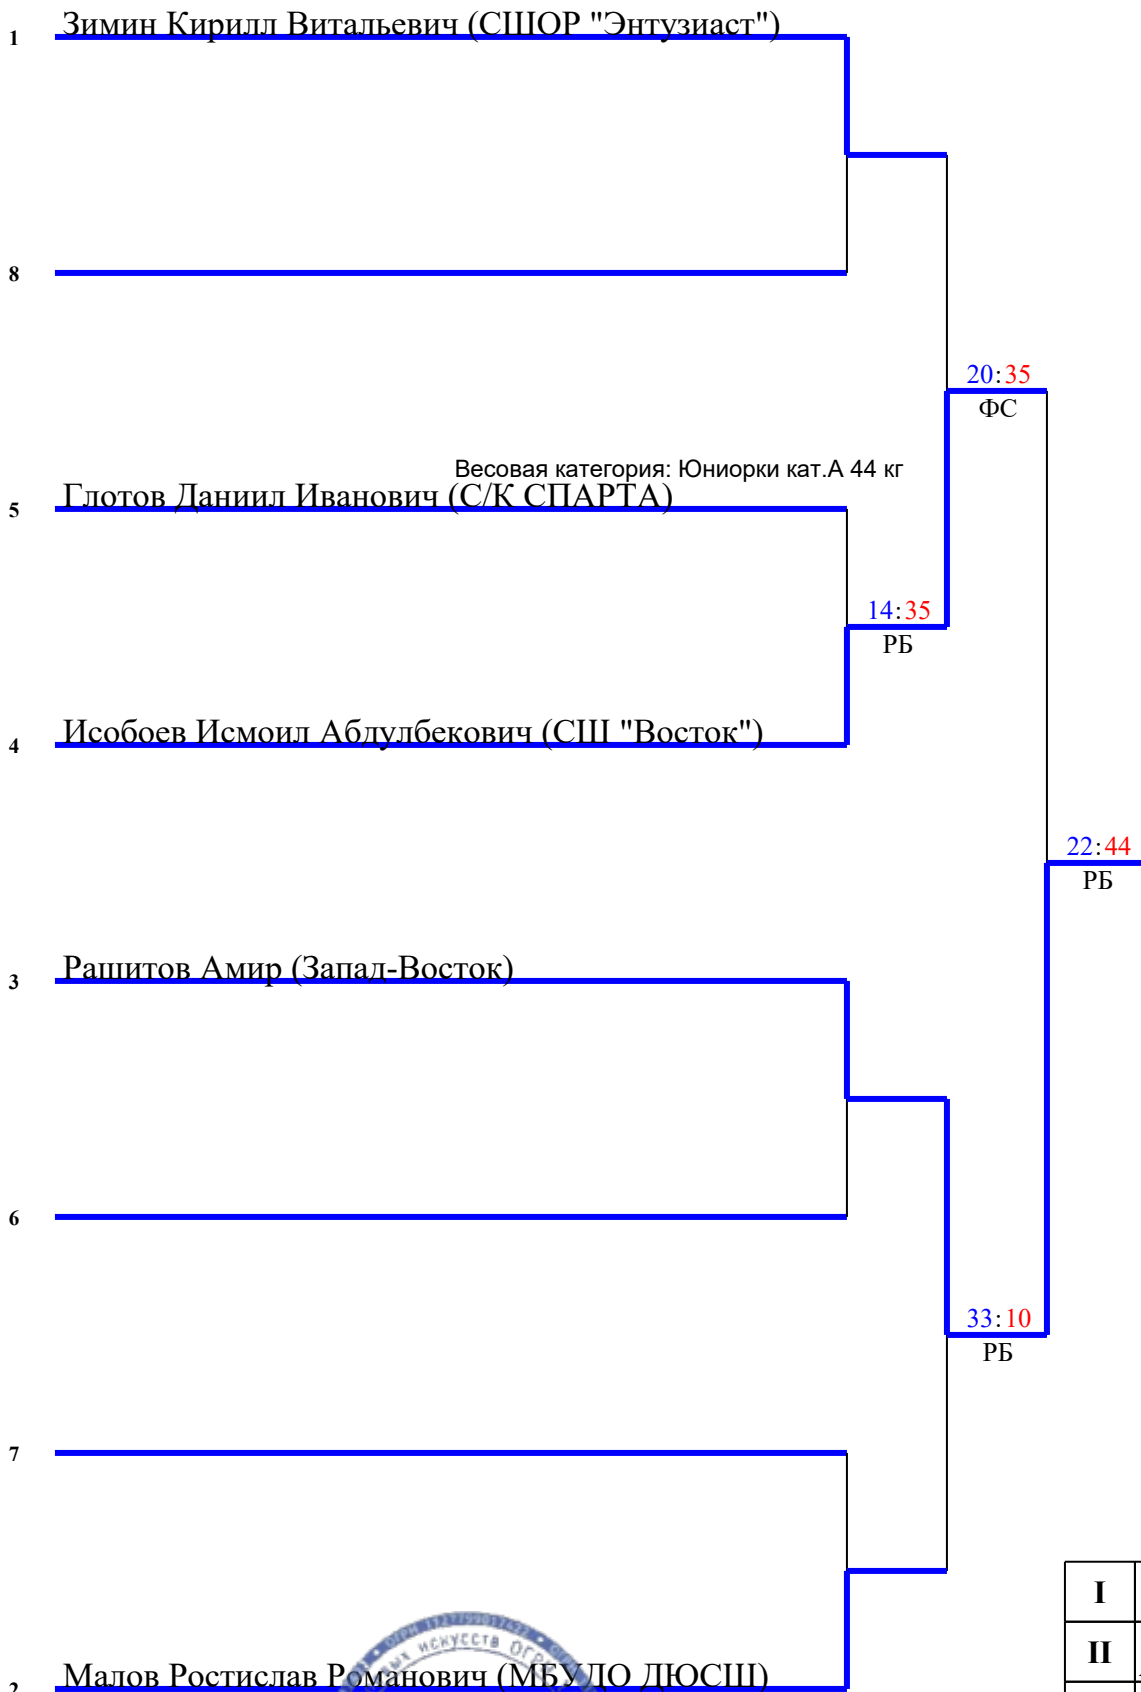 1 Зимин Кирилл Витальевич (СШОР "Энтузиаст")
8
20:35
ФС
Весовая категория: Юниорки кат.А 44 кг
5 Глотов Даниил Иванович (С/К СПАРТА)
14:35
РБ
4 Исобоев Исмоил Абдулбекович (СШ "Восток")
22:44
РБ
3 Рашитов Амир (Запад-Восток)
6
33:10
РБ
7
I
II
ИСКУССТВ
2 Малов Ростислав Романович (МБУДО ДЮСШ)